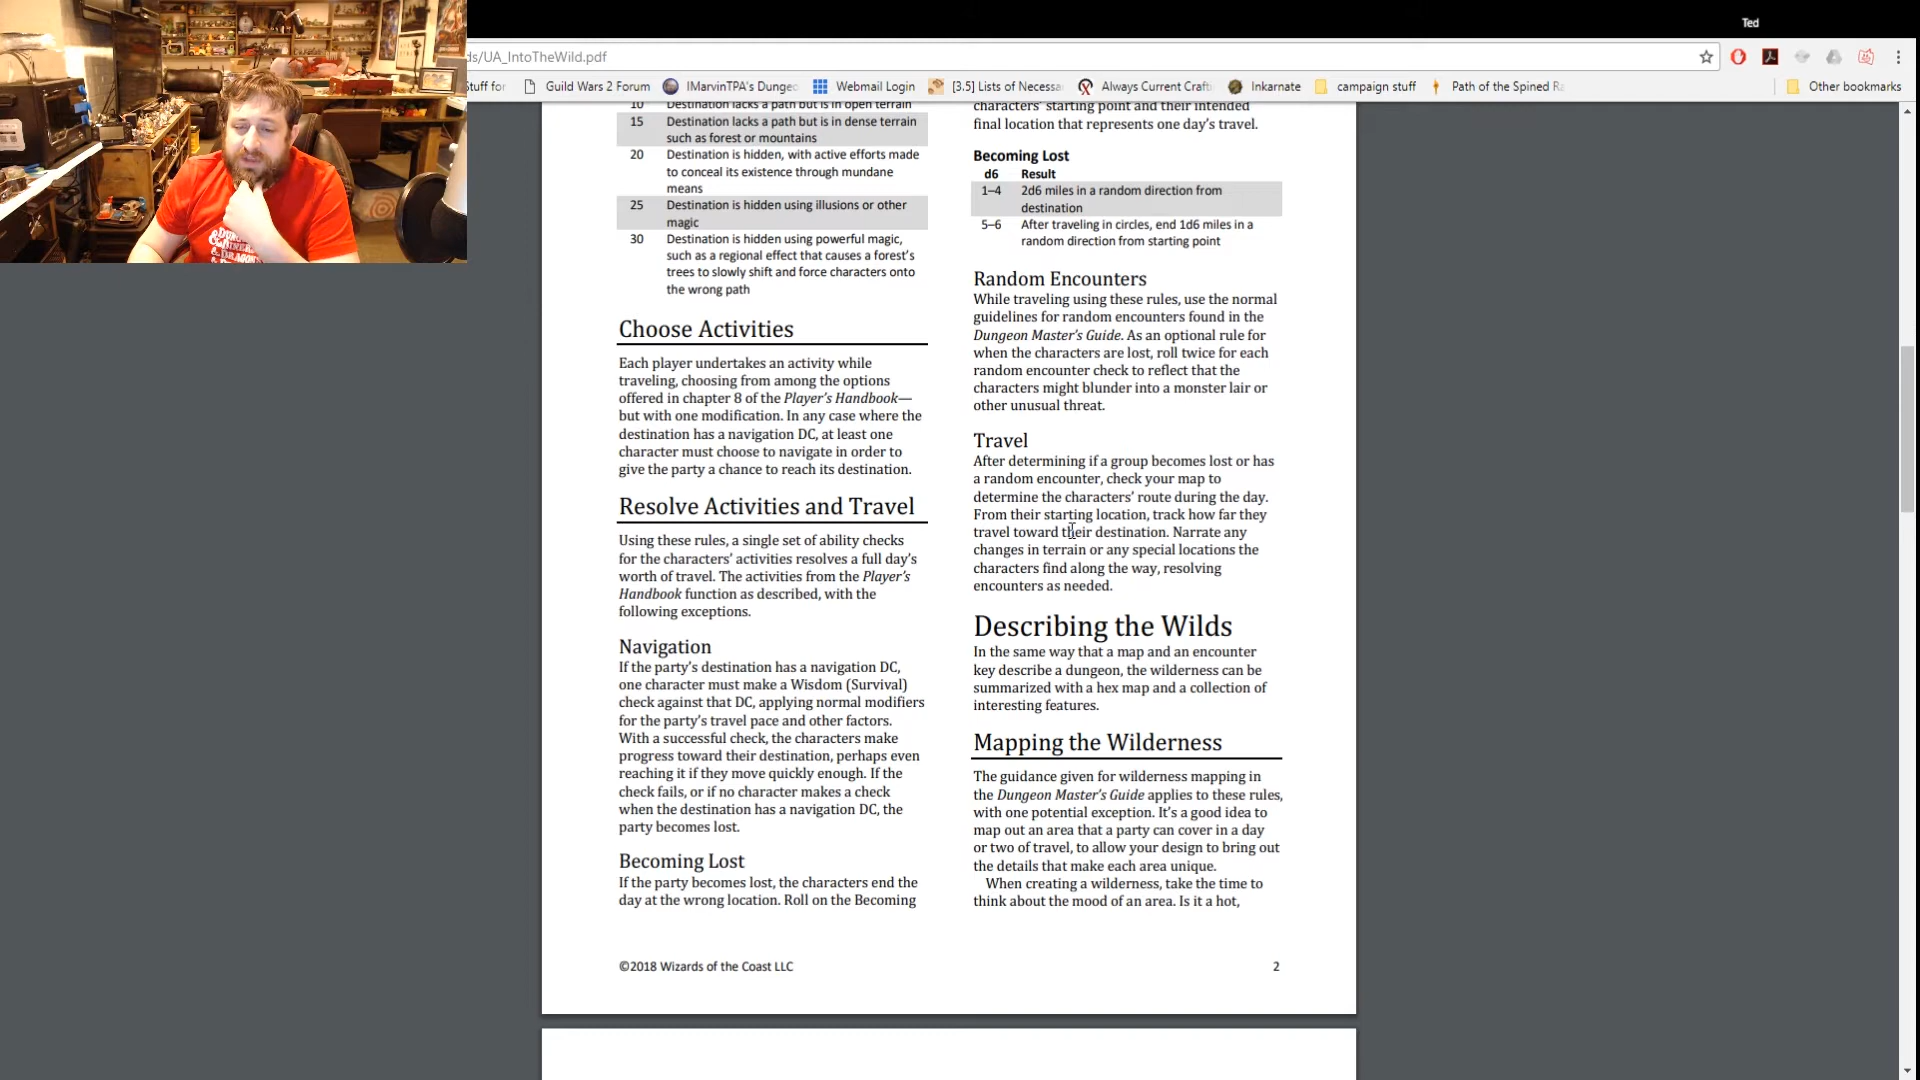 Ted
ds/UA_IntoTheWild.pdf
Stuff for
Guild Wars 2 Forum
IMarvinTPA's Dunge
Webmail Login
[3.5] Lists of Necessa
Always Current Craft
Inkarnate
campaign stuff
Path of the Spined Ra
Other bookmarks
10 Destination lacks a path but is in open terrain
15 Destination lacks a path but is in dense terrain
such as forest or mountains
20 Destination is hidden, with active efforts made
to conceal its existence through mundane
means
25 Destination is hidden using illusions or other
magic
30 Destination is hidden using powerful magic,
such as a regional effect that causes a forest's
trees to slowly shift and force characters onto
the wrong path
Choose Activities
Each player undertakes an activity while
traveling, choosing from among the options
offered in chapter 8 of the Player's Handbook—
but with one modification. In any case where the
destination has a navigation DC, at least one
character must choose to navigate in order to
give the party a chance to reach its destination.
Resolve Activities and Travel
Using these rules, a single set of ability checks
for the characters' activities resolves a full day's
worth of travel. The activities from the Player's
Handbook function as described, with the
following exceptions.
Navigation
If the party's destination has a navigation DC,
one character must make a Wisdom (Survival)
check against that DC, applying normal modifiers
for the party's travel pace and other factors.
With a successful check, the characters make
progress toward their destination, perhaps even
reaching it if they move quickly enough. If the
check fails, or if no character makes a check
when the destination has a navigation DC, the
party becomes lost.
Becoming Lost
If the party becomes lost, the characters end the
day at the wrong location. Roll on the Becoming
characters' starting point and their intended
final location that represents one day's travel.
Becoming Lost
d6 Result
1–4 2d6 miles in a random direction from
destination
5–6 After traveling in circles, end 1d6 miles in a
random direction from starting point
Random Encounters
While traveling using these rules, use the normal
guidelines for random encounters found in the
Dungeon Master's Guide. As an optional rule for
when the characters are lost, roll twice for each
random encounter check to reflect that the
characters might blunder into a monster lair or
other unusual threat.
Travel
After determining if a group becomes lost or has
a random encounter, check your map to
determine the characters' route during the day.
From their starting location, track how far they
travel toward their destination. Narrate any
changes in terrain or any special locations the
characters find along the way, resolving
encounters as needed.
Describing the Wilds
In the same way that a map and an encounter
key describe a dungeon, the wilderness can be
summarized with a hex map and a collection of
interesting features.
Mapping the Wilderness
The guidance given for wilderness mapping in
the Dungeon Master's Guide applies to these rules,
with one potential exception. It's a good idea to
map out an area that a party can cover in a day
or two of travel, to allow your design to bring out
the details that make each area unique.
When creating a wilderness, take the time to
think about the mood of an area. Is it a hot,
©2018 Wizards of the Coast LLC
2